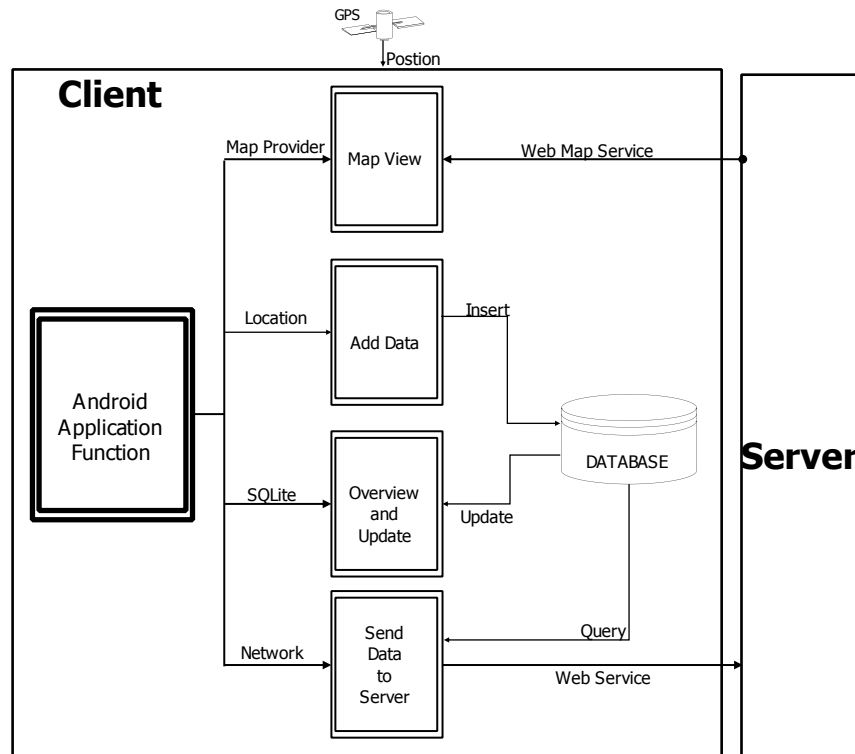 GPS
Postion
Client
Map Provider
Map View
Web Map Service
Location
Add Data
Insert
Android
Application
Function
DATABASE
Server
SQLite
Overview
and
Update
Update
Send
Data
to
Server
Query
Network
Web Service